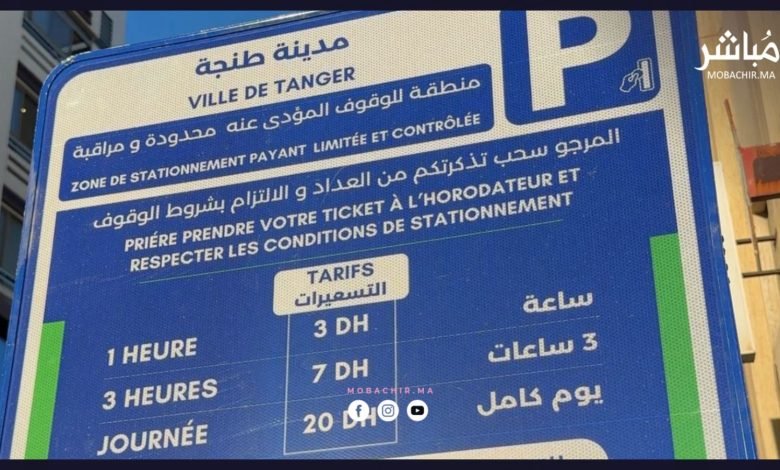 مُباشر
MOBACHIR.MA
P
مدينة طنجة
VILLE DE TANGER
منطقة للوقوف المؤدى عنه محدودة و مراقبة
ZONE DE STATIONNEMENT PAYANT LIMITÉE ET CONTRÔLÉE
المرجو سحب تذكرتكم من العداد و الالتزام بشروط الوقوف
PRIÉRE PRENDRE VOTRE TICKET À L’HORODATEUR ET
RESPECTER LES CONDITIONS DE STATIONNEMENT
TARIFS
التسعيرات
1 HEURE 3 DH ساعة
3 HEURES 7 DH 3 ساعات
JOURNÉE 20 DH يوم كامل
MOBACHIR.MA